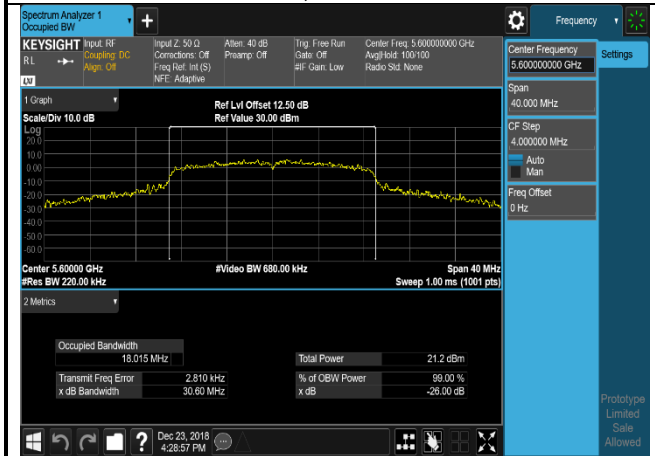 Spectrum Analyzer 1
Occupied BW
+
Frequency
KEYSIGHT
RL
LXI
Input: RF
Coupling: DC
Align: Off
Input Z: 50 Ω
Corrections: Off
Freq Ref: Int (S)
NFE: Adaptive
Atten: 40 dB
Preamp: Off
Trig: Free Run
Gate: Off
#IF Gain: Low
Center Freq: 5.600000000 GHz
Avg|Hold: 100/100
Radio Std: None
Center Frequency
5.600000000 GHz
Settings
Span
40.000 MHz
CF Step
4.000000 MHz
Auto
Man
Freq Offset
0 Hz
1 Graph
Scale/Div 10.0 dB
Ref Lvl Offset 12.50 dB
Ref Value 30.00 dBm
Log
20.0
10.0
0.00
-10.0
-20.0
-30.0
-40.0
-50.0
-60.0
Center 5.60000 GHz
#Video BW 680.00 kHz
Span 40 MHz
#Res BW 220.00 kHz
Sweep 1.00 ms (1001 pts)
2 Metrics
Occupied Bandwidth
18.015 MHz
Total Power 21.2 dBm
Transmit Freq Error 2.810 kHz
% of OBW Power 99.00 %
x dB Bandwidth 30.60 MHz
x dB -26.00 dB
Prototype
Limited
Sale
Allowed
?
Dec 23, 2018
4:28:57 PM